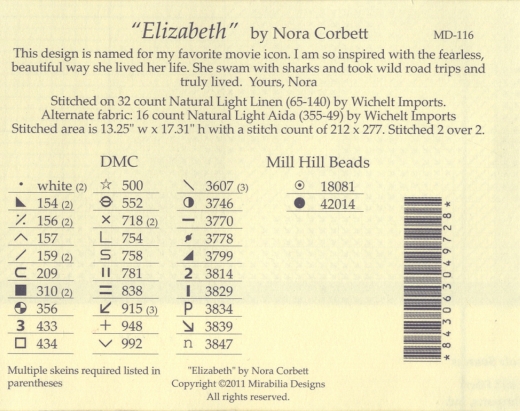 "Elizabeth" by Nora Corbett MD-116
This design is named for my favorite movie icon. I am so inspired with the fearless,
beautiful way she lived her life. She swam with sharks and took wild road trips and
truly lived. Yours, Nora
Stitched on 32 count Natural Light Linen (65-140) by Wichelt Imports.
Alternate fabric: 16 count Natural Light Aida (355-49) by Wichelt Imports
Stitched area is 13.25" w x 17.31" h with a stitch count of 212 x 277. Stitched 2 over 2.
DMC Mill Hill Beads
• white (2) ☆ 500 \ 3607 (3) 18081
154 (2) 552 3746 42014
156 (2) × 718 (2) – 3770
157 L 754 3778
/ 159 (2) S 758 3799
C 209 II 781 2 3814
■ 310 (2) = 838 I 3829
356 ↙ 915 (3) P 3834
3 433 + 948 ↘ 3839
□ 434 992 n 3847
*843063049728*
Multiple skeins required listed in
parentheses
"Elizabeth" by Nora Corbett
Copyright ©2011 Mirabilia Designs
All rights reserved.